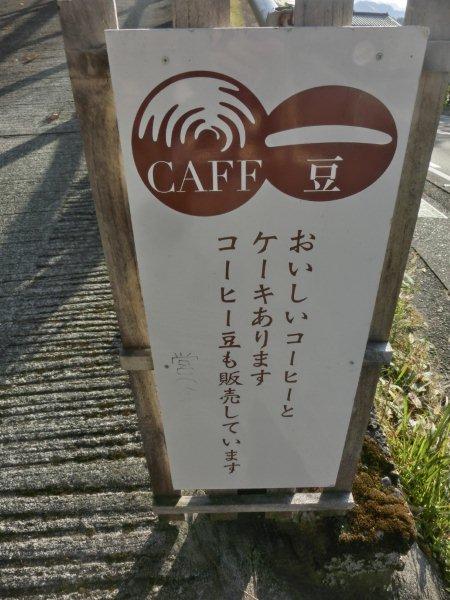 CAFF
豆
おいしいコーヒーと
ケーキあります
コーヒー豆も販売しています